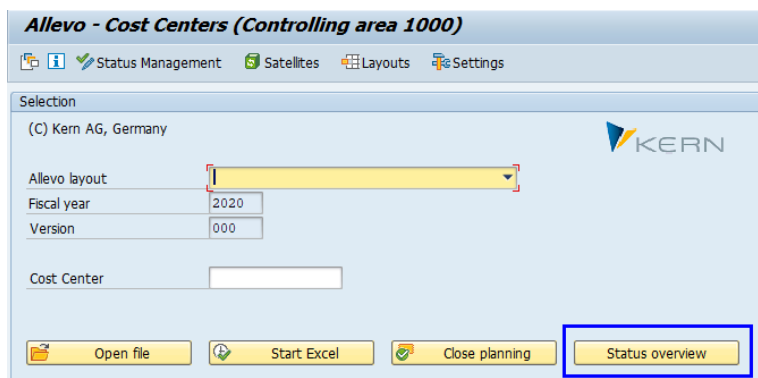 Allevo - Cost Centers (Controlling area 1000)
Status Management Satellites Layouts Settings
Selection
(C) Kern AG, Germany
KERN
Allevo layout
Fiscal year 2020
Version 000
Cost Center
Open file Start Excel Close planning Status overview